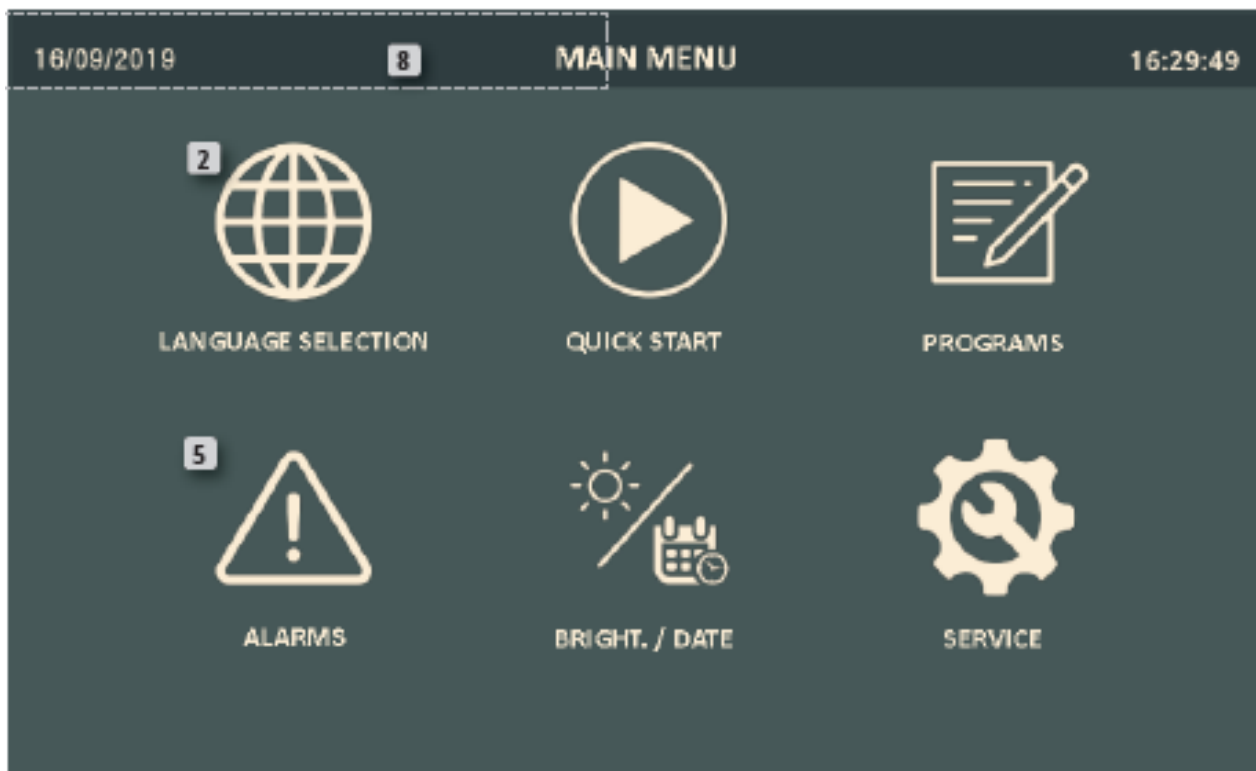 16/09/2019 8 MAIN MENU 16:29:49
2
LANGUAGE SELECTION QUICK START PROGRAMS
5
ALARMS BRIGHT. / DATE SERVICE